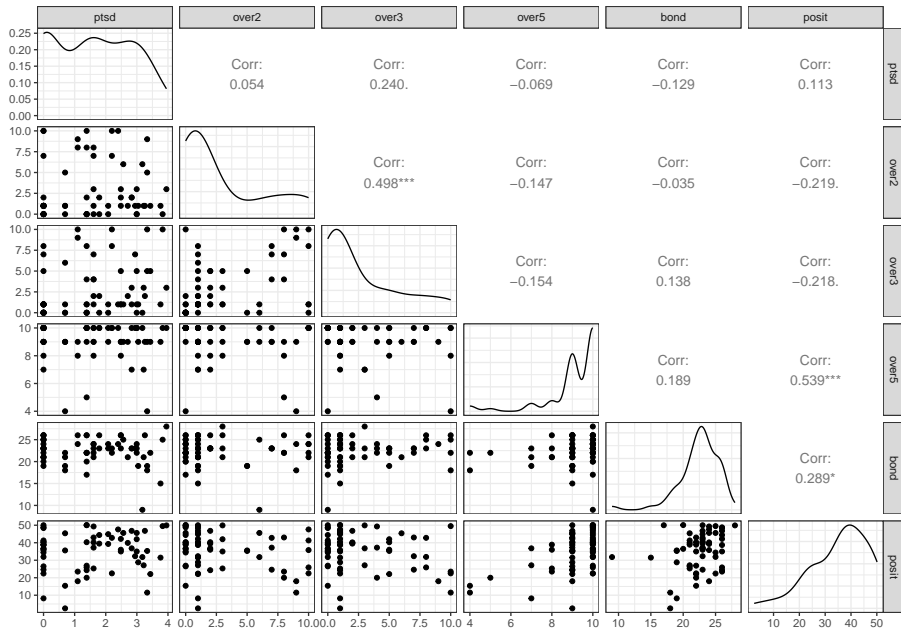 ptsd over2 over3 over5 bond posit
0.25
0.20
0.15
0.10
0.05
0.00
Corr:
0.054
Corr:
0.240.
Corr:
−0.069
Corr:
−0.129
Corr:
0.113
ptsd
10.0
7.5
5.0
2.5
0.0
Corr:
0.498***
Corr:
−0.147
Corr:
−0.035
Corr:
−0.219.
over2
10.0
7.5
5.0
2.5
0.0
Corr:
−0.154
Corr:
0.138
Corr:
−0.218.
over3
10
8
6
4
Corr:
0.189
Corr:
0.539***
over5
25
20
15
10
Corr:
0.289*
bond
50
40
30
20
10
posit
0 1 2 3 4 0.0 2.5 5.0 7.5 10.0 0.0 2.5 5.0 7.5 10.0 4 6 8 10 10 15 20 25 0 10 20 30 40 50